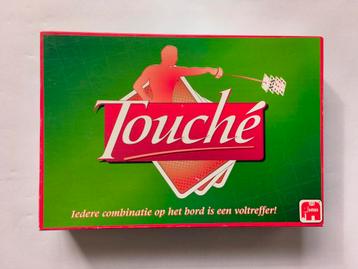 Touché
Iedere combinatie op het bord is een voltreffer!